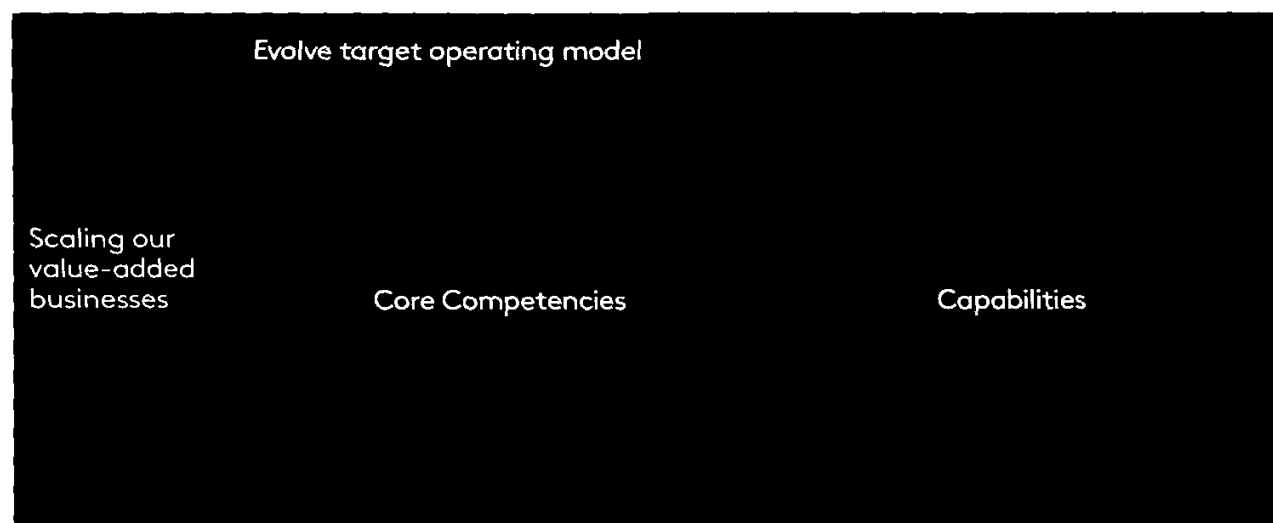 Evolve target operating model
Scaling our
value-added
businesses
Core Competencies
Capabilities